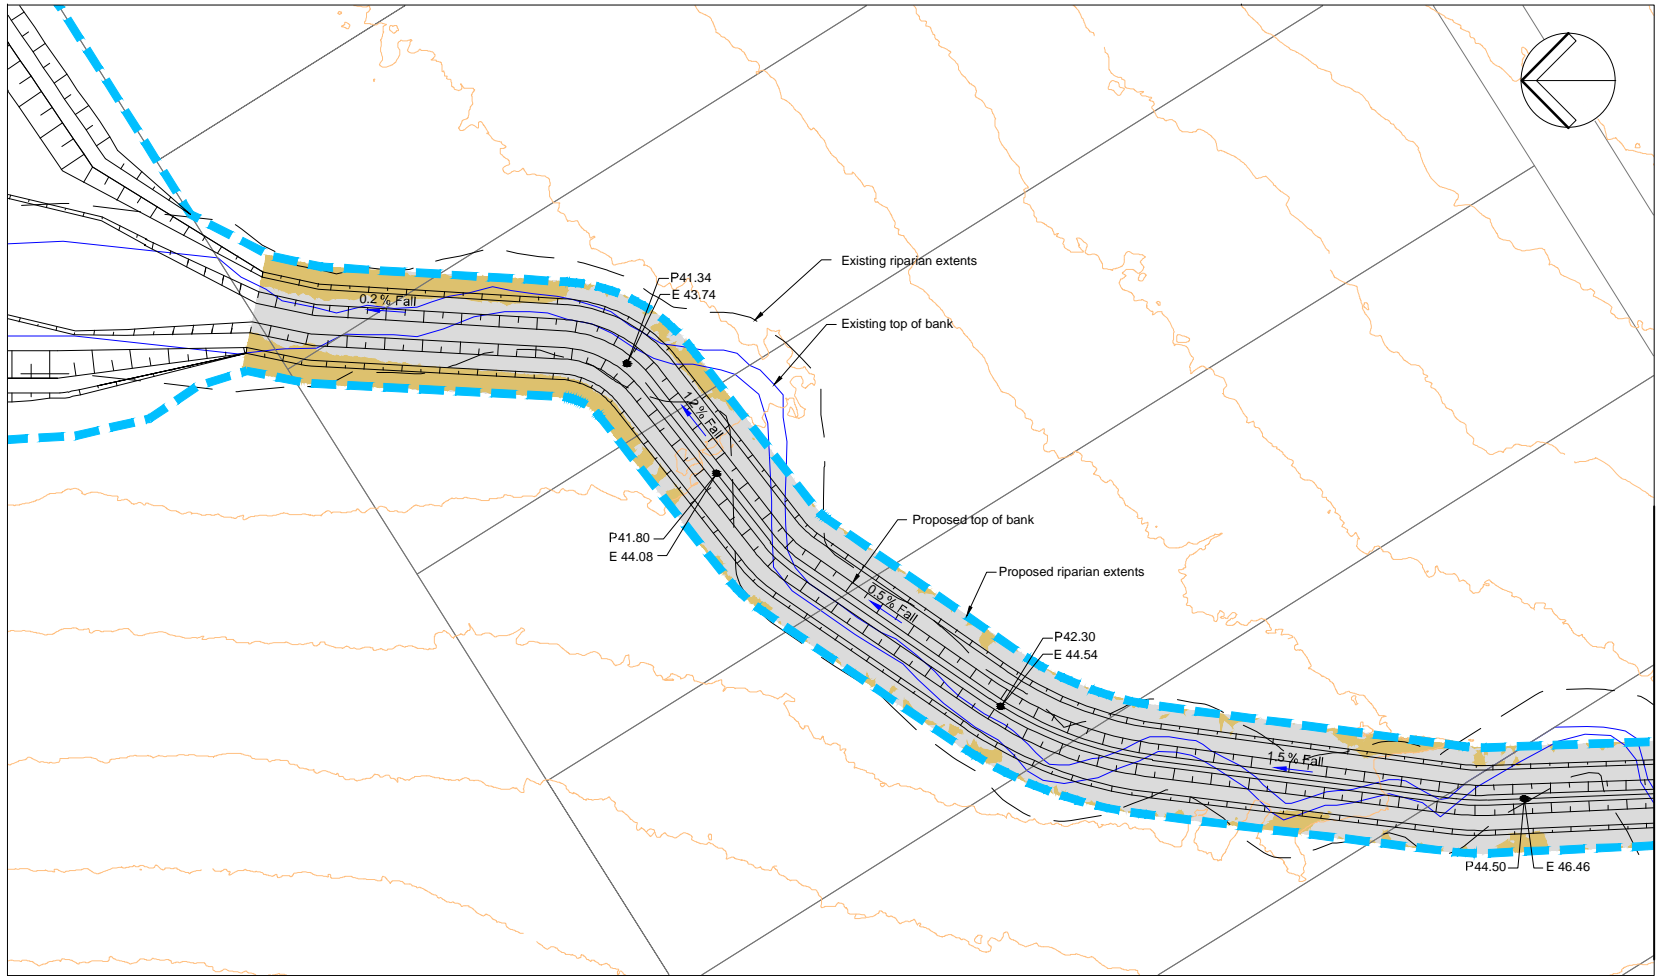 Existing riparian extents
P41.34
E 43.74
0.2 % Fall
Existing top of bank
1.2 % Fall
P41.80
E 44.08
Proposed top of bank
Proposed riparian extents
0.5 % Fall
P42.30
E 44.54
1.5 % Fall
P44.50
E 46.46